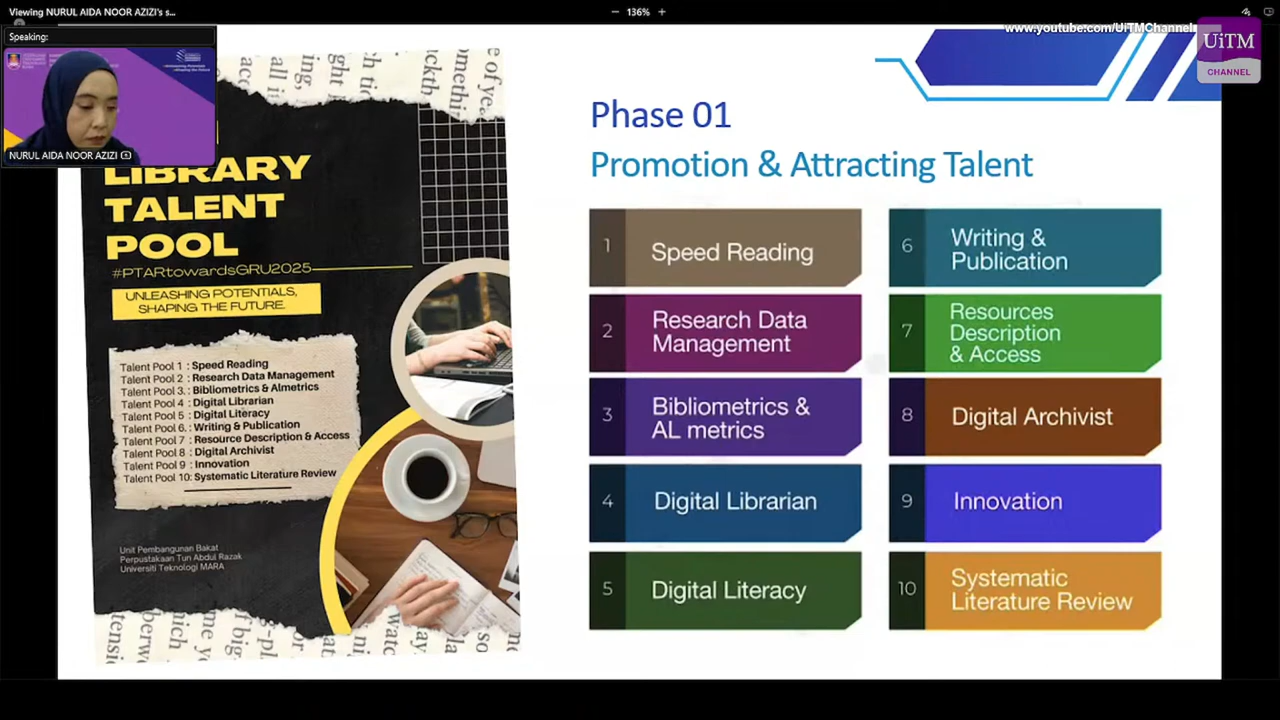 Viewing NURUL AIDA NOOR AZIZI's s...
136%
Speaking:
NURUL AIDA NOOR AZIZI
www.youtube.com/UiTMChannel
UiTM
CHANNEL
LIBRARY
TALENT
POOL
#PTARtowardsGRU2025
UNLEASHING POTENTIALS,
SHAPING THE FUTURE.
Talent Pool 1 : Speed Reading
Talent Pool 2 : Research Data Management
Talent Pool 3. : Bibliometrics & Almetrics
Talent Pool 4 : Digital Librarian
Talent Pool 5 : Digital Literacy
Talent Pool 6. : Writing & Publication
Talent Pool 7 : Resource Description & Access
Talent Pool 8 : Digital Archivist
Talent Pool 9 : Innovation
Talent Pool 10: Systematic Literature Review
Unit Pembangunan Bakat
Perpustakaan Tun Abdul Razak
Universiti Teknologi MARA
Phase 01
Promotion & Attracting Talent
1 Speed Reading
2 Research Data
Management
3 Bibliometrics &
AL metrics
4 Digital Librarian
5 Digital Literacy
6 Writing &
Publication
7 Resources
Description
& Access
8 Digital Archivist
9 Innovation
10 Systematic
Literature Review